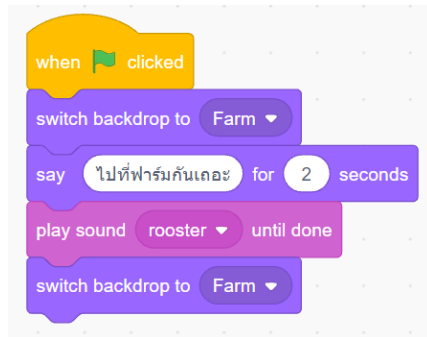 when clicked
switch backdrop to Farm
say ไปที่ฟาร์มกันเถอะ for 2 seconds
play sound rooster until done
switch backdrop to Farm